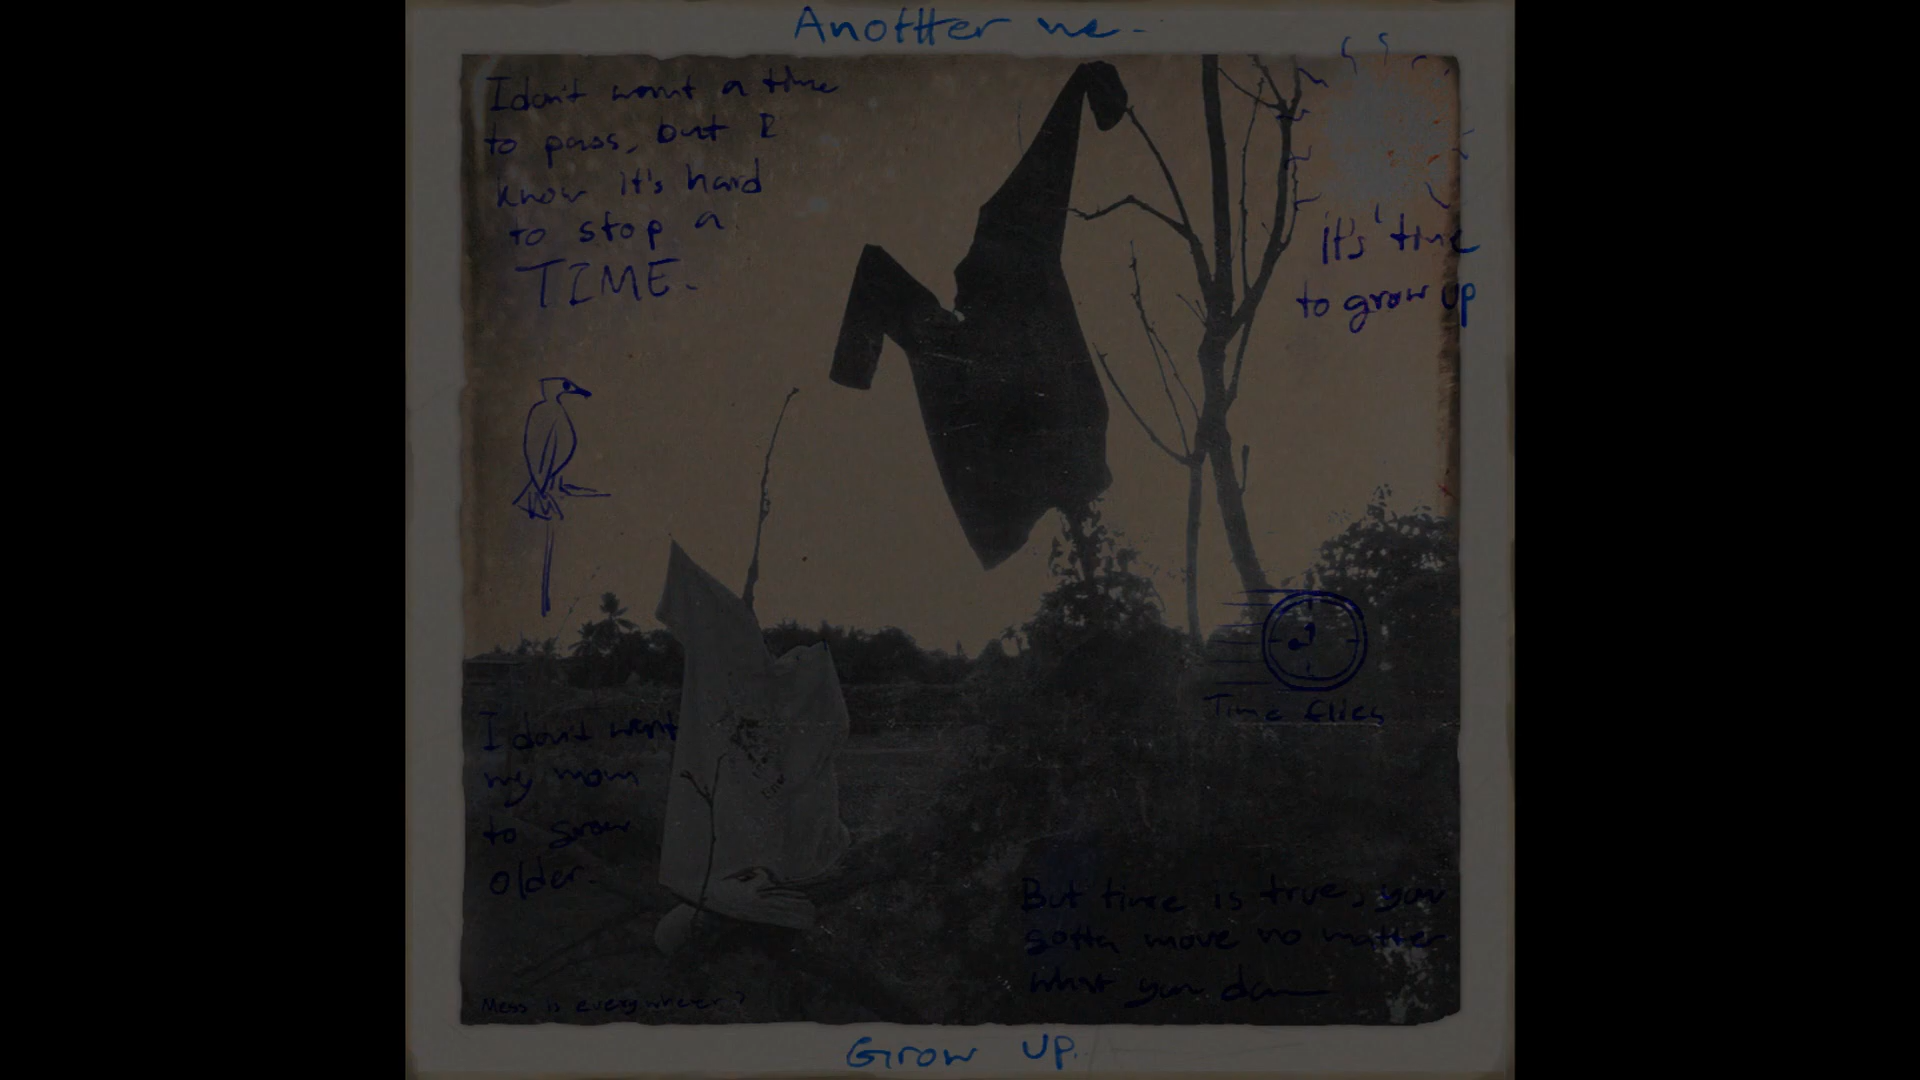 Another me.
I don't want a time
to pass, but I
know it's hard
to stop a
TIME.
It's time
to grow up
Time flies
I don't want
my mom
to grow
older.
But time is true, you
gotta move no matter
what you
Mess is everywhere?
Grow UP.